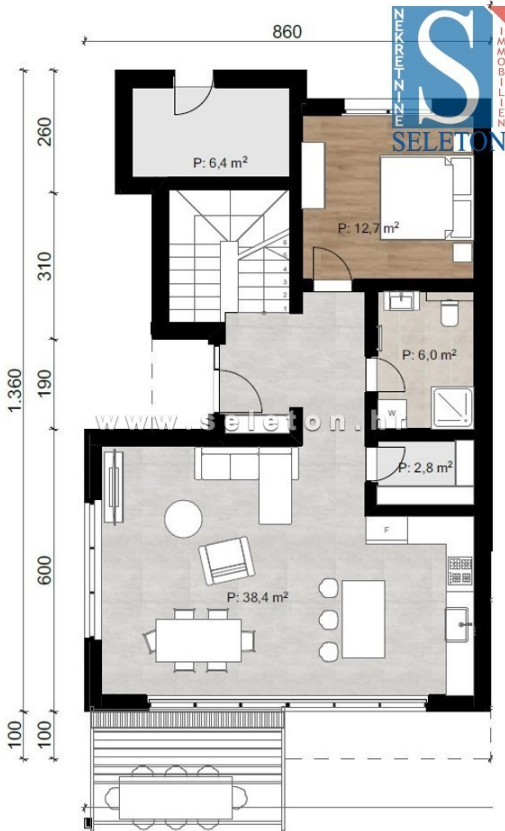 860
NEKRETNINE
IMMOBILIEN
S
SELETON
260
P: 6,4 m²
P: 12,7 m²
310
6
5
4
3
2
1
1.360
190
P: 6,0 m²
W
www.seleton.hr
P: 2,8 m²
F
600
P: 38,4 m²
100
100